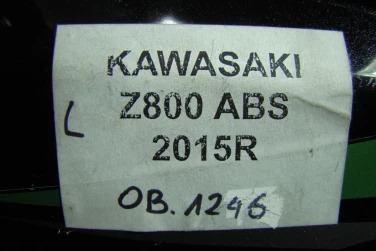 KAWASAKI
L Z800 ABS
2015R
OB. 1246